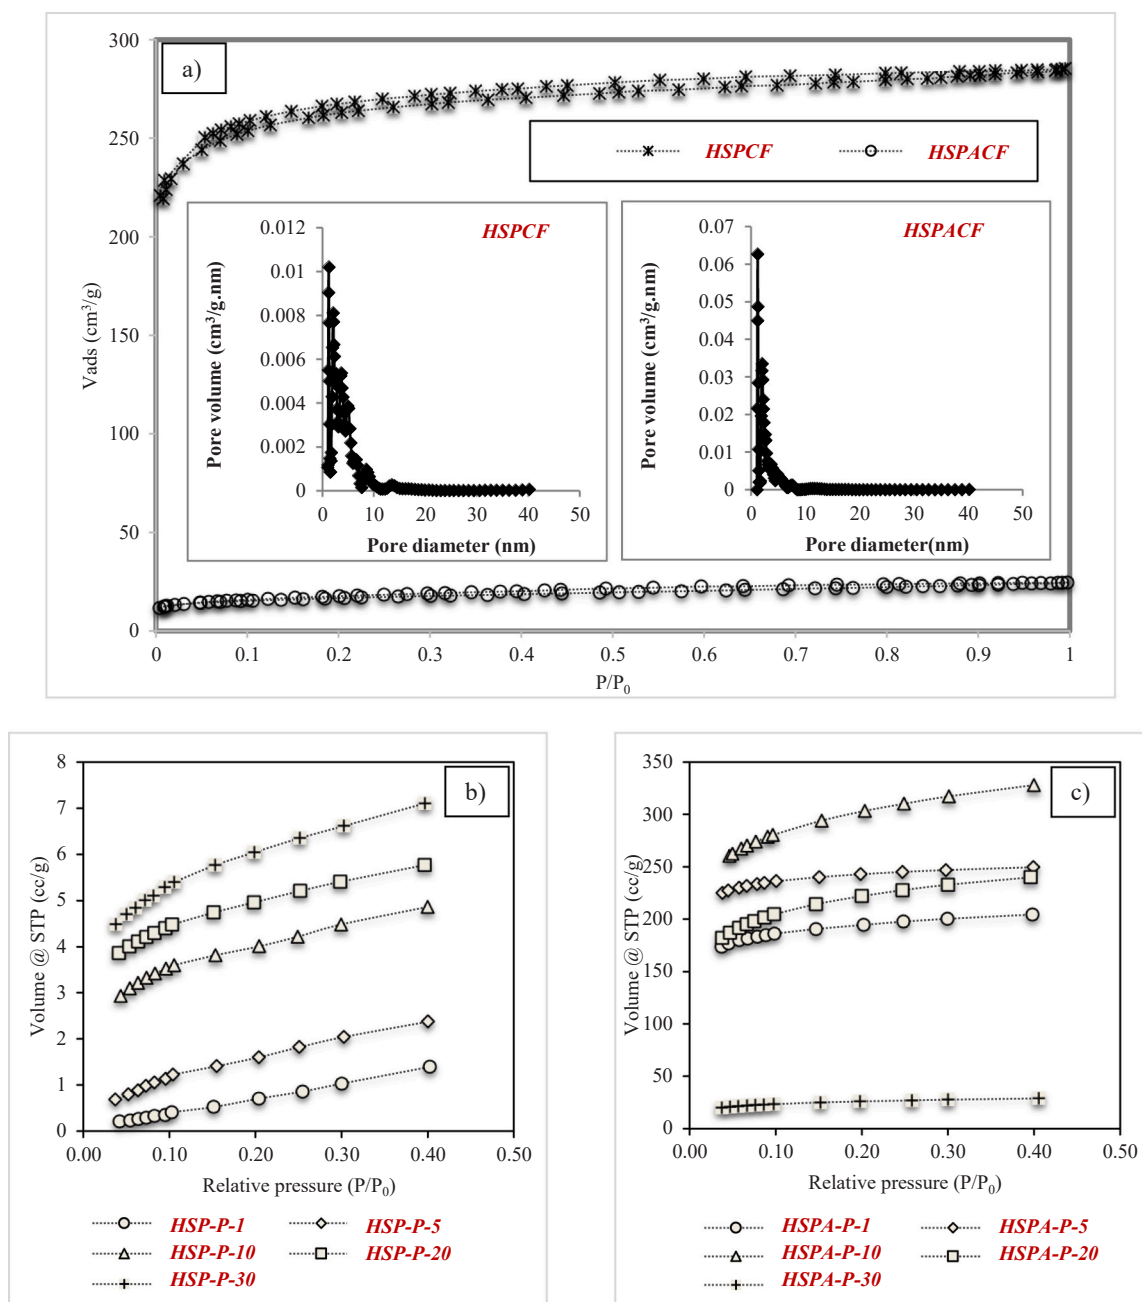 a)
300
250
200
150
100
50
0
Vads (cm³/g)
0 0.1 0.2 0.3 0.4 0.5 0.6 0.7 0.8 0.9 1
P/P₀
HSPCF HSPACF
HSPCF
0.012
0.01
0.008
0.006
0.004
0.002
0
Pore volume (cm³/g.nm)
0 10 20 30 40 50
Pore diameter (nm)
HSPACF
0.07
0.06
0.05
0.04
0.03
0.02
0.01
0
Pore volume (cm³/g.nm)
0 10 20 30 40 50
Pore diameter(nm)
b)
8
7
6
5
4
3
2
1
0
Volume @ STP (cc/g)
0.00 0.10 0.20 0.30 0.40 0.50
Relative pressure (P/P₀)
HSP-P-1 HSP-P-5
HSP-P-10 HSP-P-20
HSP-P-30
c)
350
300
250
200
150
100
50
0
Volume @ STP (cc/g)
0.00 0.10 0.20 0.30 0.40 0.50
Relative pressure (P/P₀)
HSPA-P-1 HSPA-P-5
HSPA-P-10 HSPA-P-20
HSPA-P-30